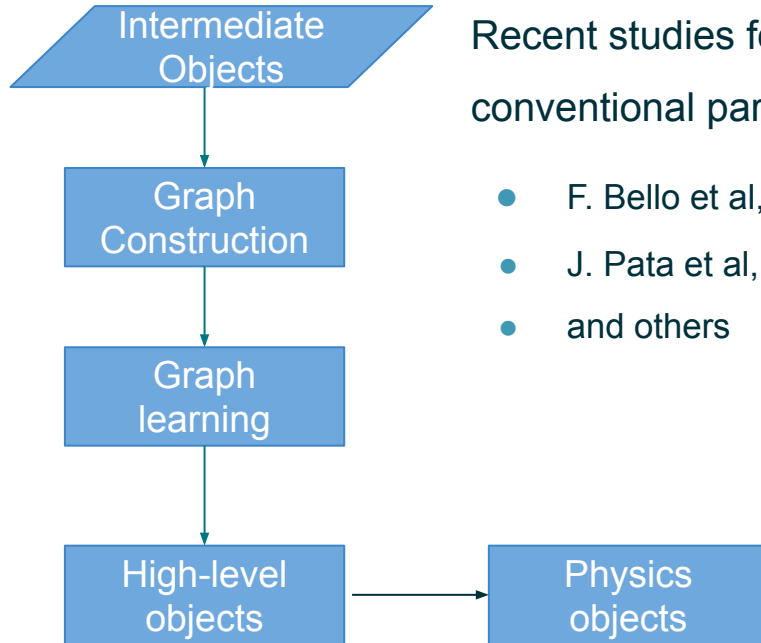 Intermediate
Objects
Recent studies
conventional
F. Bello et al,
J. Pata et al,
and others
Graph
Construction
Graph
learning
High-level
objects
Physics
objects